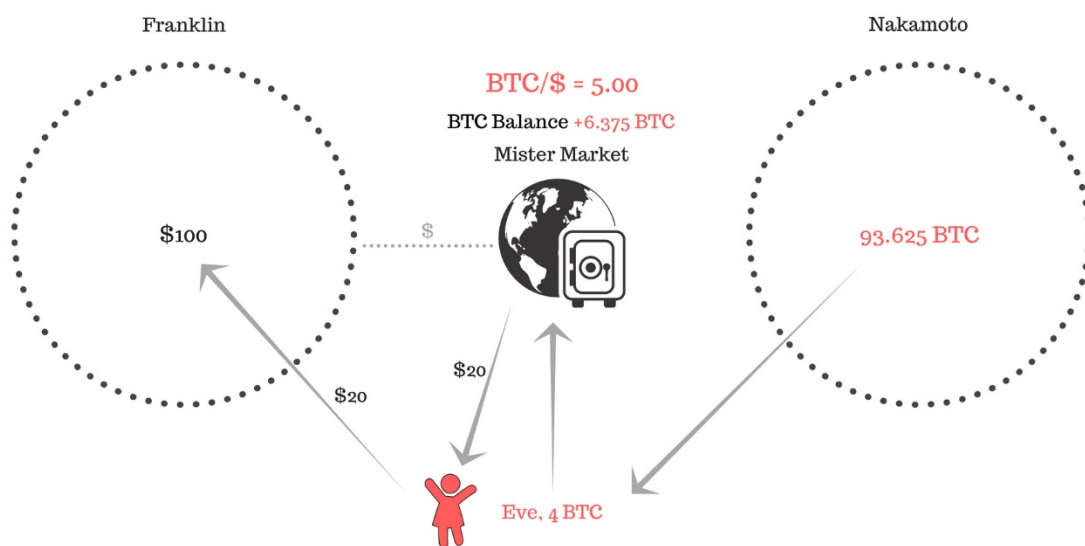 Franklin
Nakamoto
BTC/$ = 5.00
BTC Balance +6.375 BTC
Mister Market
$100
$
93.625 BTC
$20
$20
Eve, 4 BTC